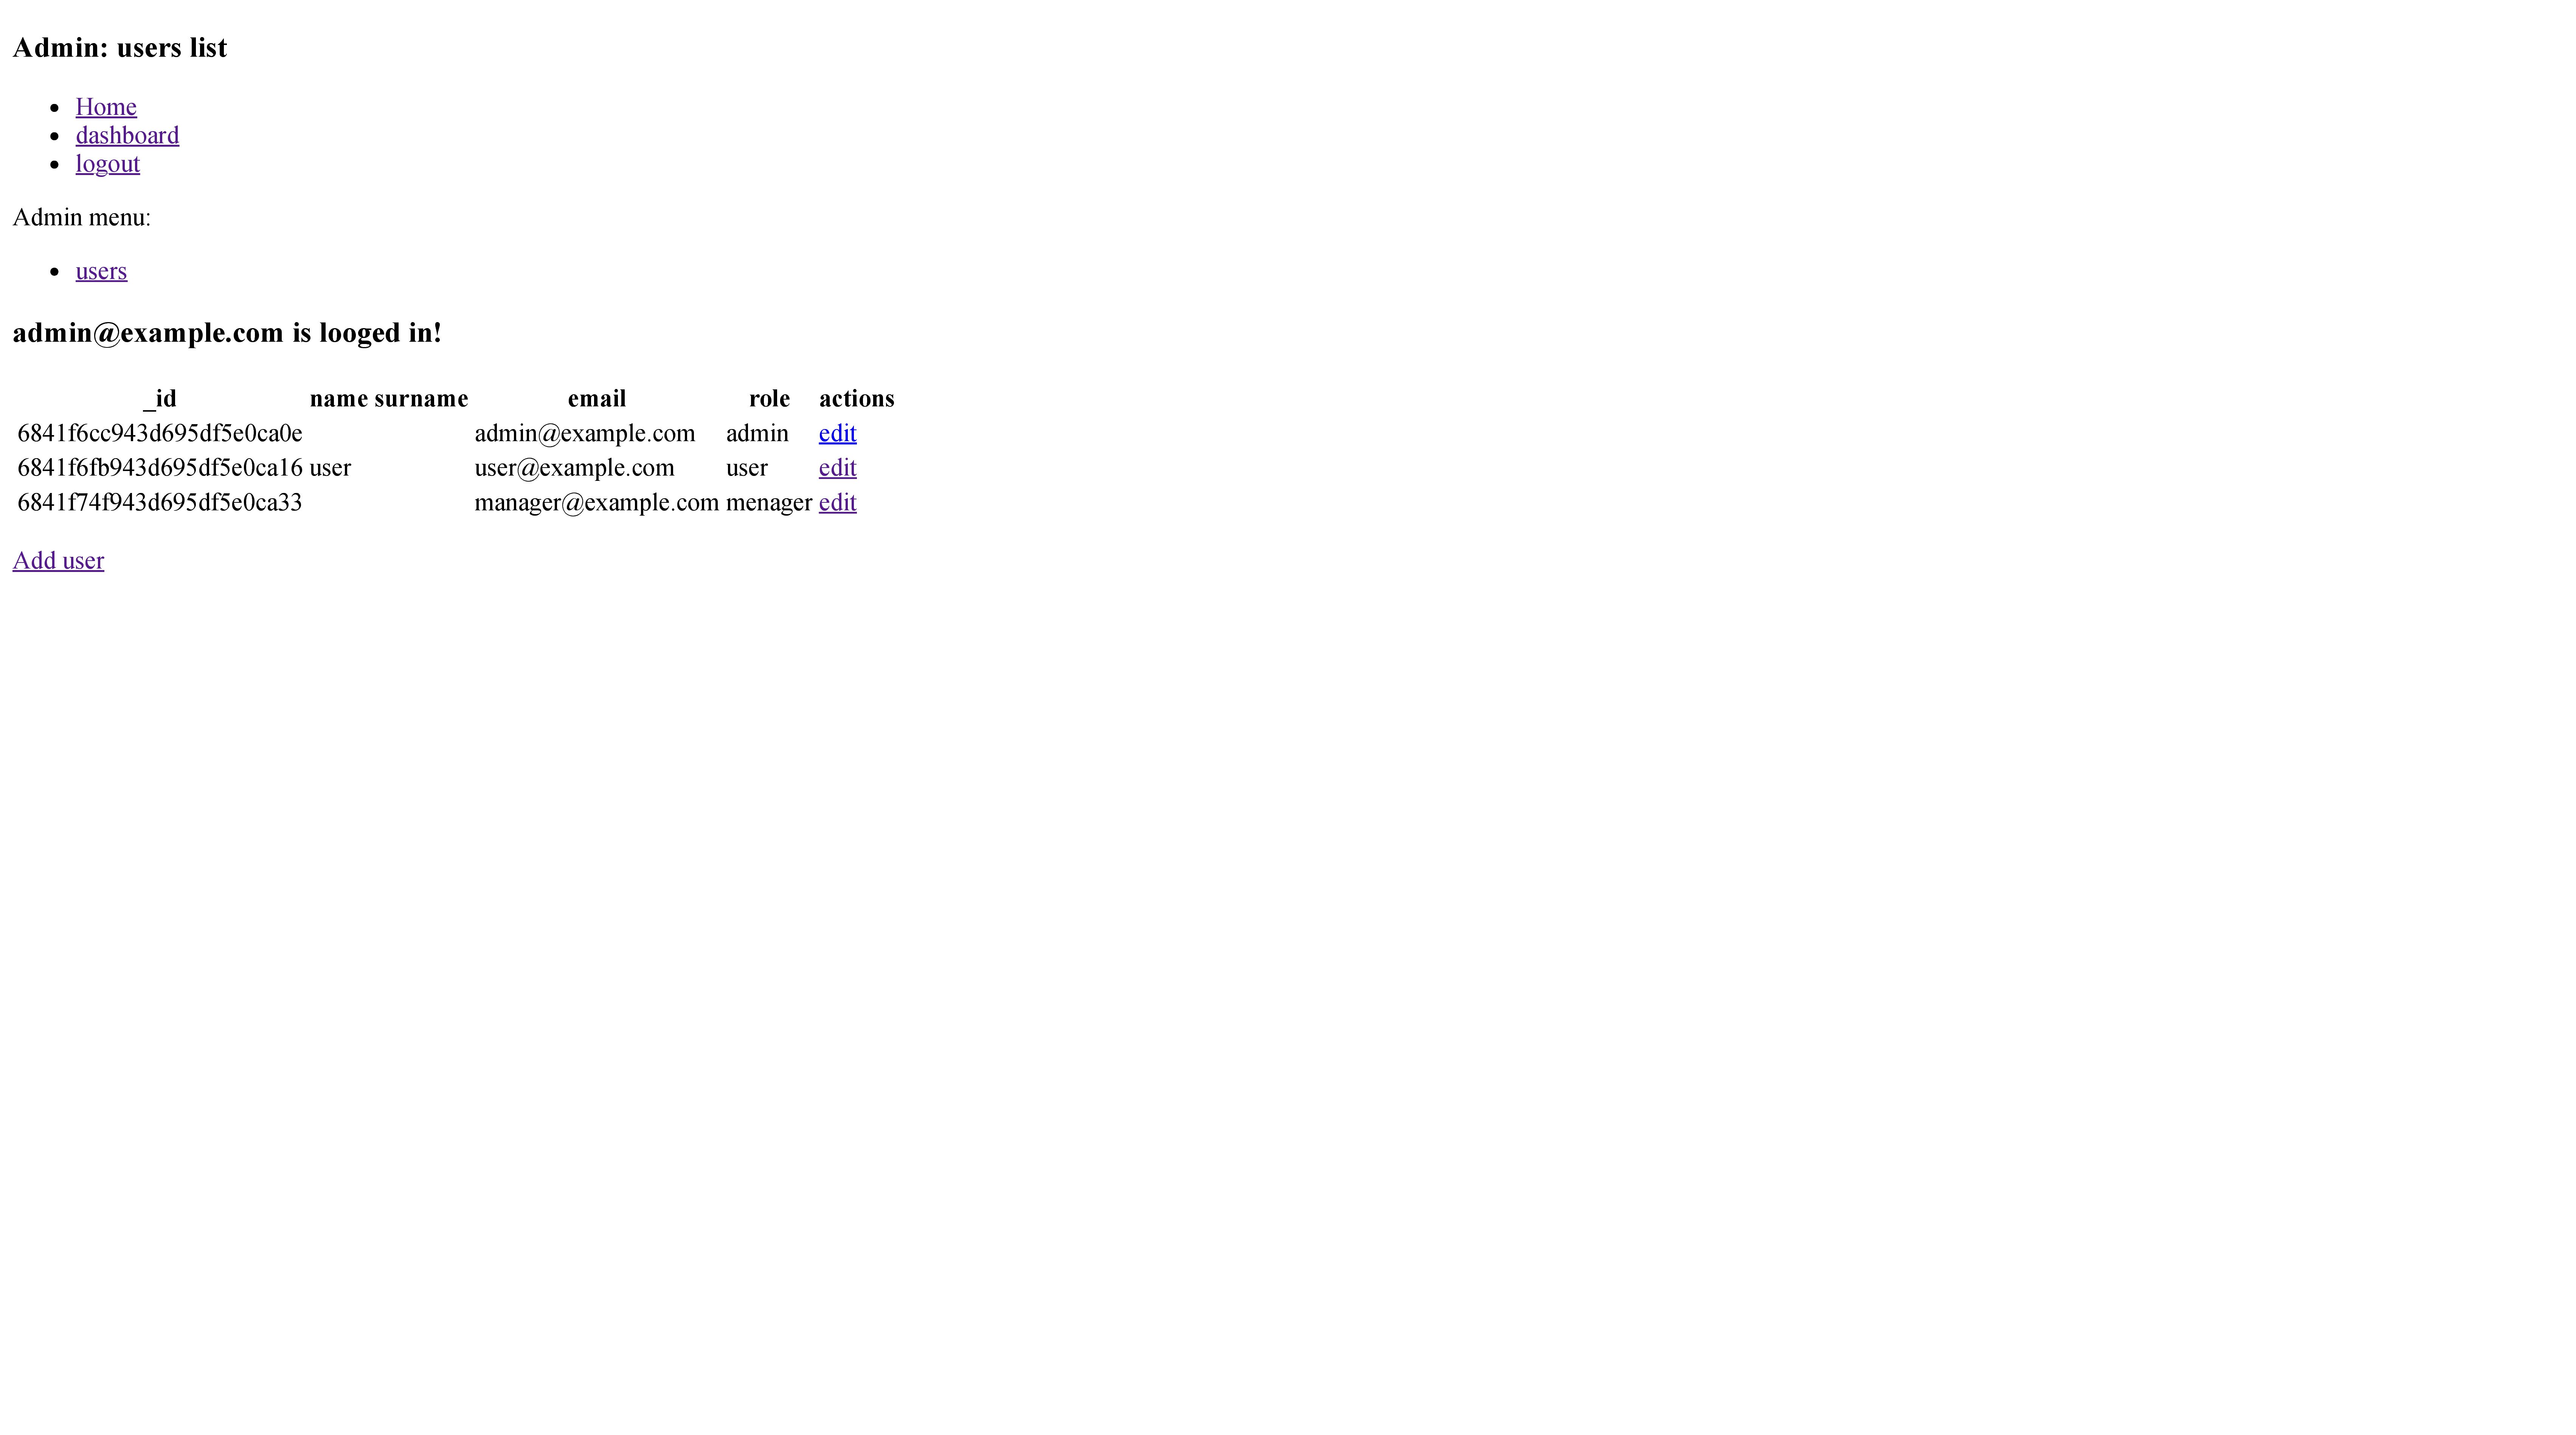 Admin: users list
Home
dashboard
logout
Admin menu:
users
admin@example.com is looged in!
_id name surname email role actions
6841f6cc943d695df5e0ca0e admin@example.com admin edit
6841f6fb943d695df5e0ca16 user user@example.com user edit
6841f74f943d695df5e0ca33 manager@example.com menager edit
Add user